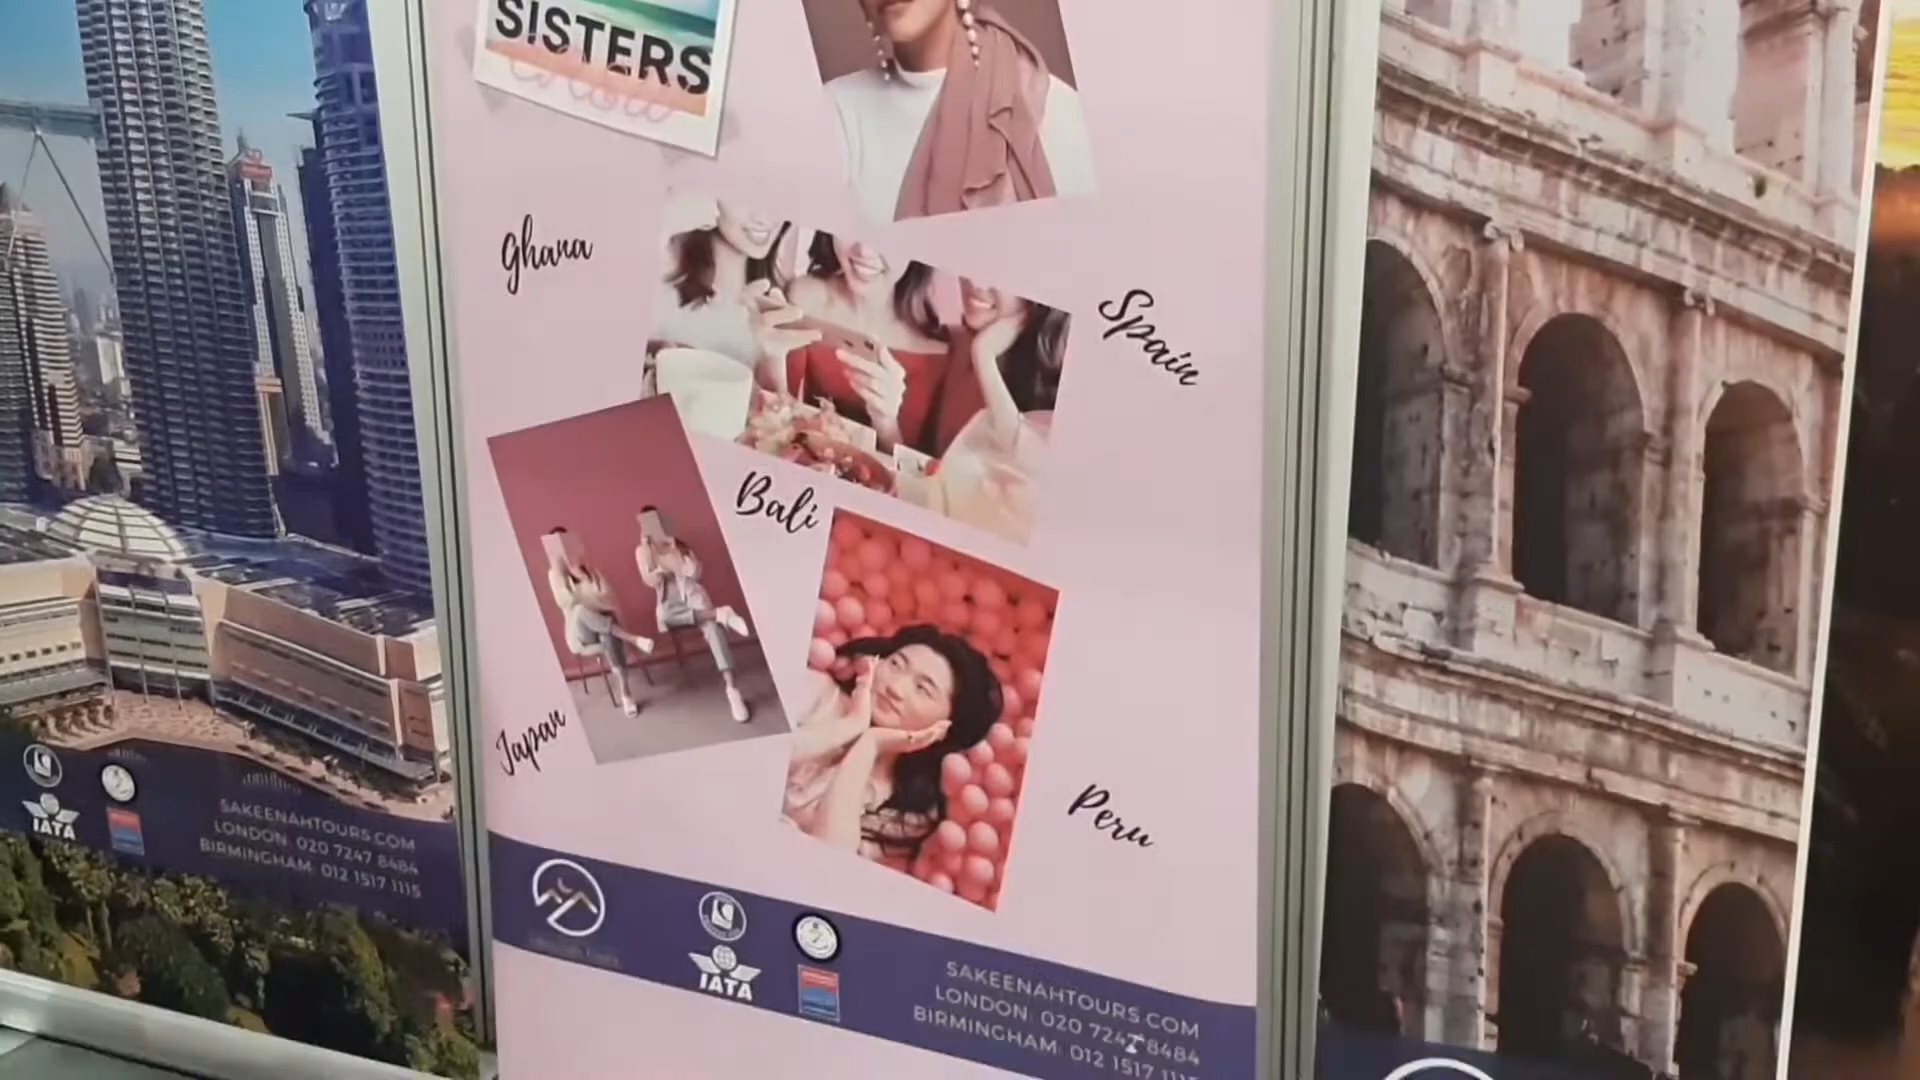 SISTERS
Ghana
Spain
Bali
Japan
Peru
IATA
SAKEENAHTOURS.COM
LONDON: 020 7247 8484
BIRMINGHAM: 012 1517 1115
IATA
SAKEENAHTOURS.COM
LONDON: 020 7247 8484
BIRMINGHAM: 012 1517 111